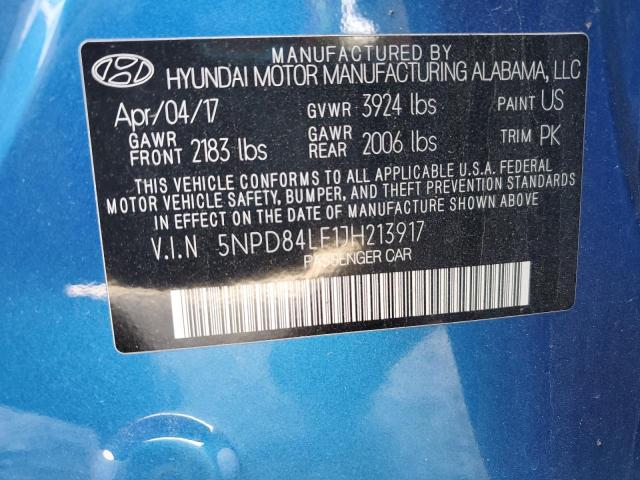 MANUFACTURED BY
HYUNDAI MOTOR MANUFACTURING ALABAMA, LLC
Apr/04/17 GVWR 3924 lbs PAINT US
GAWR FRONT 2183 lbs GAWR REAR 2006 lbs TRIM PK
THIS VEHICLE CONFORMS TO ALL APPLICABLE U.S.A. FEDERAL
MOTOR VEHICLE SAFETY, BUMPER, AND THEFT PREVENTION STANDARDS
IN EFFECT ON THE DATE OF MANUFACTURE SHOWN ABOVE.
V.I.N 5NPD84LF1JH213917
PASSENGER CAR